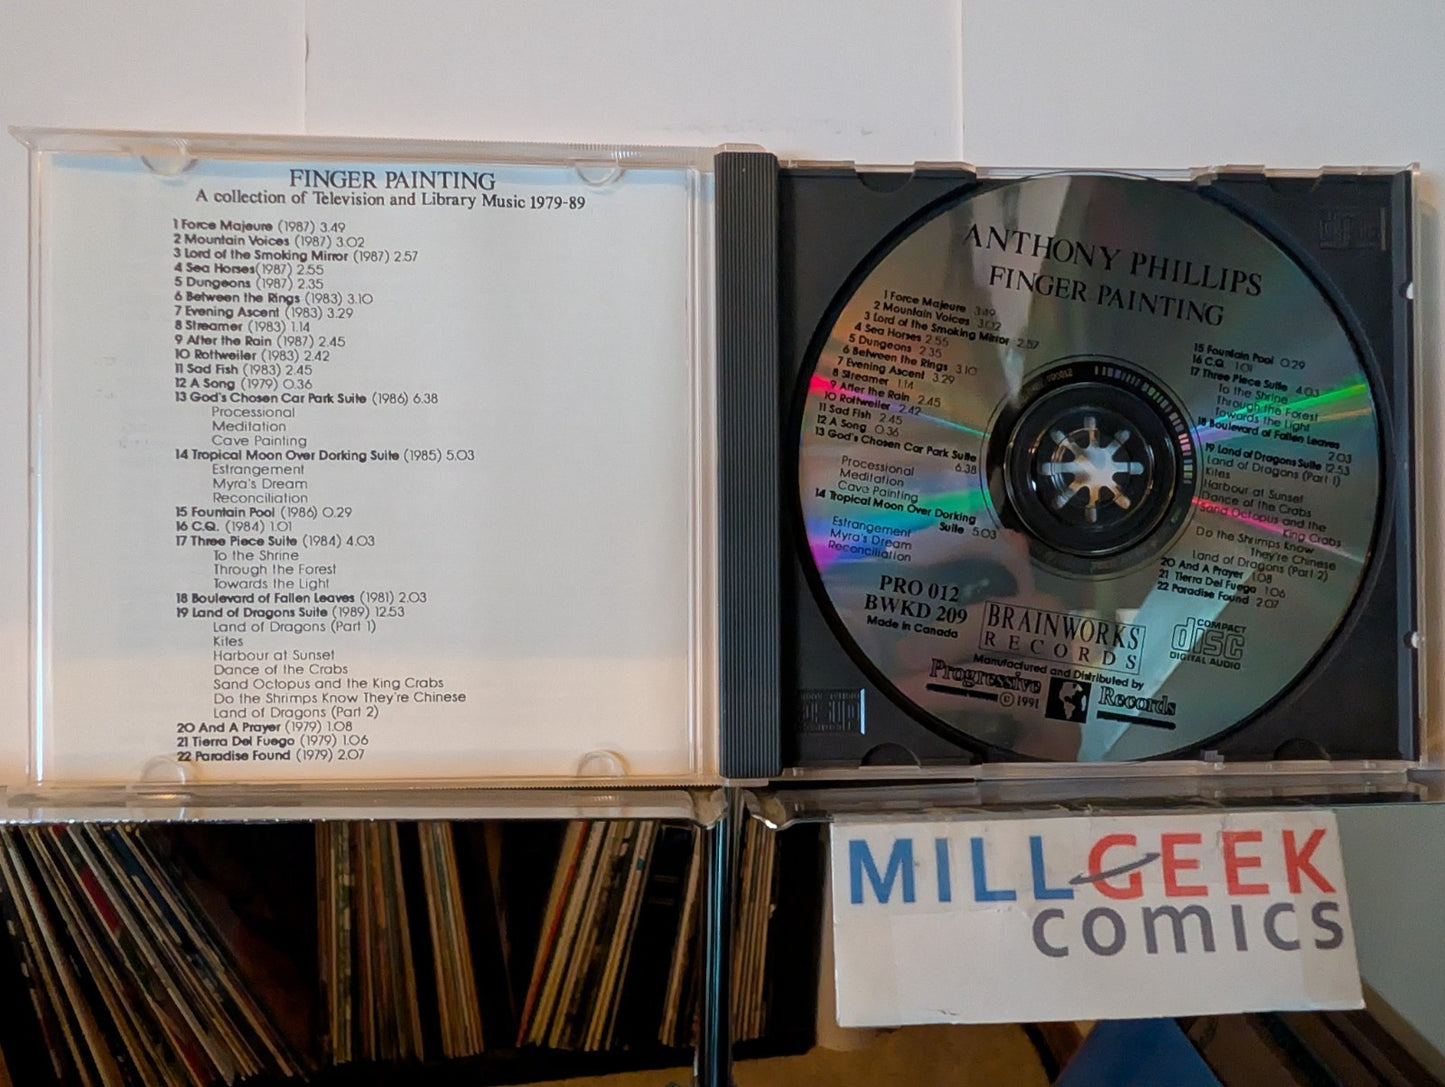 FINGER PAINTING
A collection of Television and Library Music 1979-89
1 Force Majeure (1987) 3.49
2 Mountain Voices (1987) 3.02
3 Lord of the Smoking Mirror (1987) 2.57
4 Sea Horses(1987) 2.55
5 Dungeons (1987) 2.35
6 Between the Rings (1983) 3.10
7 Evening Ascent (1983) 3.29
8 Streamer (1983) 1.14
9 After the Rain (1987) 2.45
10 Rottweiler (1983) 2.42
11 Sad Fish (1983) 2.45
12 A Song (1979) 0.36
13 God's Chosen Car Park Suite (1986) 6.38
Processional
Meditation
Cave Painting
14 Tropical Moon Over Dorking Suite (1985) 5.03
Estrangement
Myra's Dream
Reconciliation
15 Fountain Pool (1986) 0.29
16 C.Q. (1984) 1.01
17 Three Piece Suite (1984) 4.03
To the Shrine
Through the Forest
Towards the Light
18 Boulevard of Fallen Leaves (1981) 2.03
19 Land of Dragons Suite (1989) 12.53
Land of Dragons (Part 1)
Kites
Harbour at Sunset
Dance of the Crabs
Sand Octopus and the King Crabs
Do the Shrimps Know They're Chinese
Land of Dragons (Part 2)
20 And A Prayer (1979) 1.08
21 Tierra Del Fuego (1979) 1.06
22 Paradise Found (1979) 2.07
ANTHONY PHILLIPS
FINGER PAINTING
1 Force Majeure 3.49
2 Mountain Voices 3.02
3 Lord of the Smoking Mirror 2.57
4 Sea Horses 2.55
5 Dungeons 2.35
6 Between the Rings 3.10
7 Evening Ascent 3.29
8 Streamer 1.14
9 After the Rain 2.45
10 Rottweiler 2.42
11 Sad Fish 2.45
12 A Song 0.36
13 God's Chosen Car Park Suite
6.38
Processional
Meditation
Cave Painting
14 Tropical Moon Over Dorking
Suite 5.03
Estrangement
Myra's Dream
Reconciliation
15 Fountain Pool 0.29
16 C.Q. 1.01
17 Three Piece Suite 4.03
To the Shrine
Through the Forest
Towards the Light
18 Boulevard of Fallen Leaves
2.03
19 Land of Dragons Suite 12.53
Land of Dragons (Part 1)
Kites
Harbour at Sunset
Dance of the Crabs
Sand Octopus and the
King Crabs
Do the Shrimps Know
They're Chinese
Land of Dragons (Part 2)
20 And A Prayer 1.08
21 Tierra Del Fuego 1.06
22 Paradise Found 2.07
PRO 012
BWKD 209
Made in Canada
BRAINWORKS
RECORDS
COMPACT
disc
DIGITAL AUDIO
Manufactured and Distributed by
Progressive Records
© 1991
MILLGEEK
comics